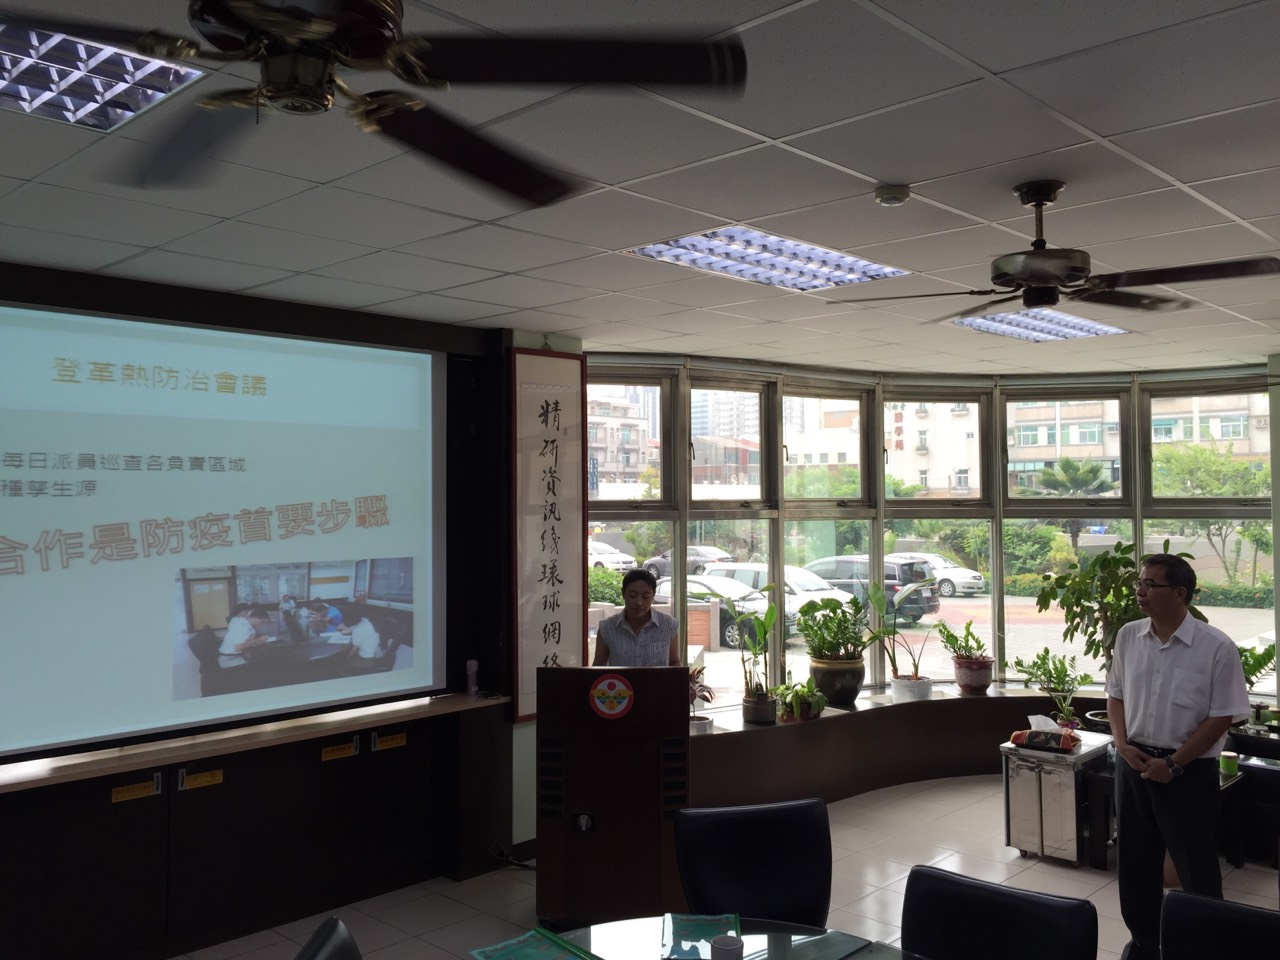 登革熱防治會議
每日派員巡查各負責區域
種孳生源
合作是防疫首要步驟
精研資訊綫環球網絡